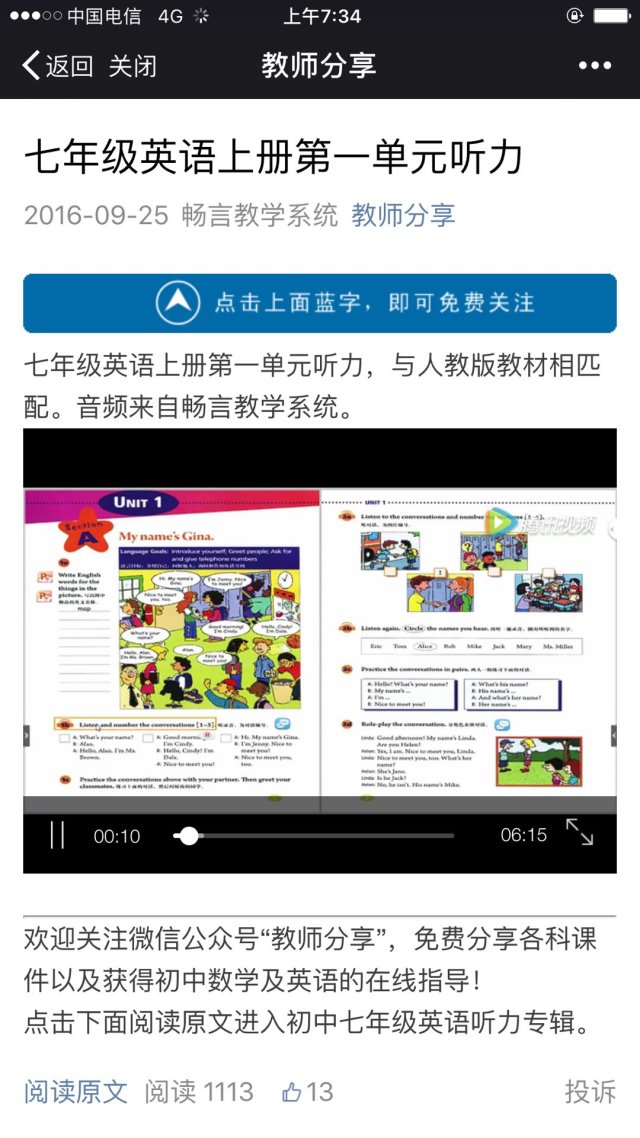 中国电信 4G 上午7:34
返回 关闭 教师分享
七年级英语上册第一单元听力
2016-09-25 畅言教学系统 教师分享
点击上面蓝字，即可免费关注
七年级英语上册第一单元听力，与人教版教材相匹
配。音频来自畅言教学系统。
UNIT 1
Section
A
My name's Gina.
Language Goals: Introduce yourself; Greet people; Ask for
and give telephone numbers
1a
Write English
words for the
things in the
picture.
map
Hi. My name's
Gina.
I'm Jenny. Nice
to meet you!
Nice to meet
you, too.
What's your
name?
Good morning!
I'm Cindy.
Hello, Cindy!
I'm Dale.
Hello, Alan.
I'm Ms. Brown.
Alan.
Nice to
meet you!
1b Listen and number the conversations [1–3].
A: What's your name?
B: Alan.
A: Hello, Alan. I'm Ms.
Brown.
A: Good morning.
I'm Cindy.
B: Hello, Cindy! I'm
Dale.
A: Nice to meet you!
A: Hi. My name's Gina.
B: I'm Jenny. Nice to
meet you!
A: Nice to meet you,
too.
1c Practice the conversations above with your partner. Then greet your
classmates.
UNIT 1
腾讯视频
2a Listen to the conversations and number the pictures [1–4].
2b Listen again. Circle the names you hear.
Eric Tom Alice Bob Mike Jack Mary Ms. Miller
2c Practice the conversations in pairs.
A: Hello! What's your name?
B: My name's ...
A: I'm ...
B: Nice to meet you!
A: What's his name?
B: His name's ...
A: And what's her name?
B: Her name's ...
2d Role-play the conversation.
Linda: Good afternoon! My name's Linda.
Are you Helen?
Helen: Yes, I am. Nice to meet you, Linda.
Linda: Nice to meet you, too. What's her
name?
Helen: She's Jane.
Linda: Is he Jack?
Helen: No, he isn't. His name's Mike.
00:10 06:15
欢迎关注微信公众号“教师分享”，免费分享各科课
件以及获得初中数学及英语的在线指导！
点击下面阅读原文进入初中七年级英语听力专辑。
阅读原文 阅读 1113 13 投诉